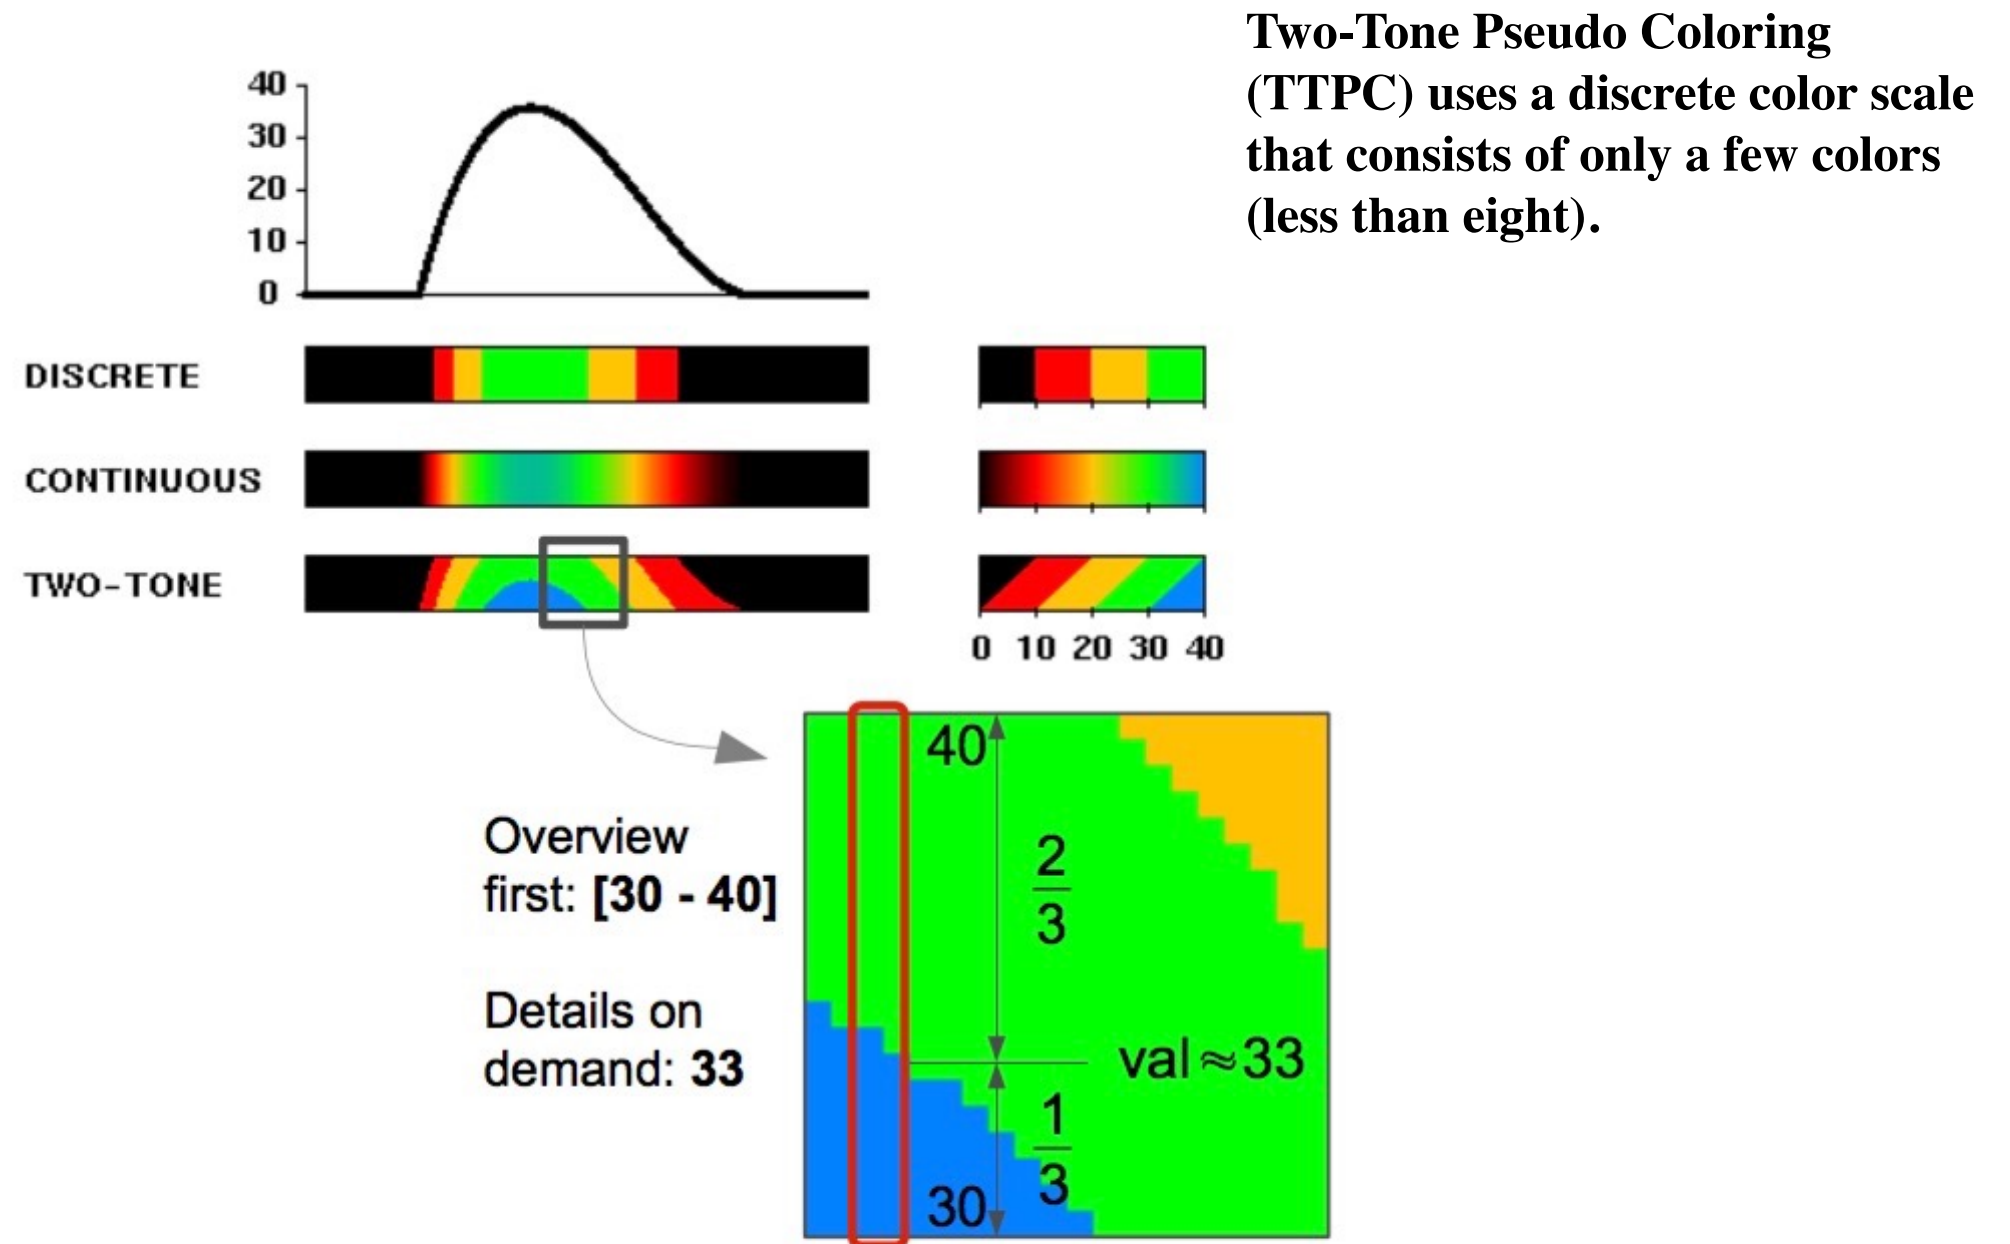 Two-Tone Pseudo Coloring
(TTPC) uses a discrete color scale
that consists of only a few colors
(less than eight).
40
30
20
10
0
DISCRETE
CONTINUOUS
TWO-TONE
0 10 20 30 40
Overview
first: [30 - 40]
Details on
demand: 33
40
2
3
val≈33
1
3
30